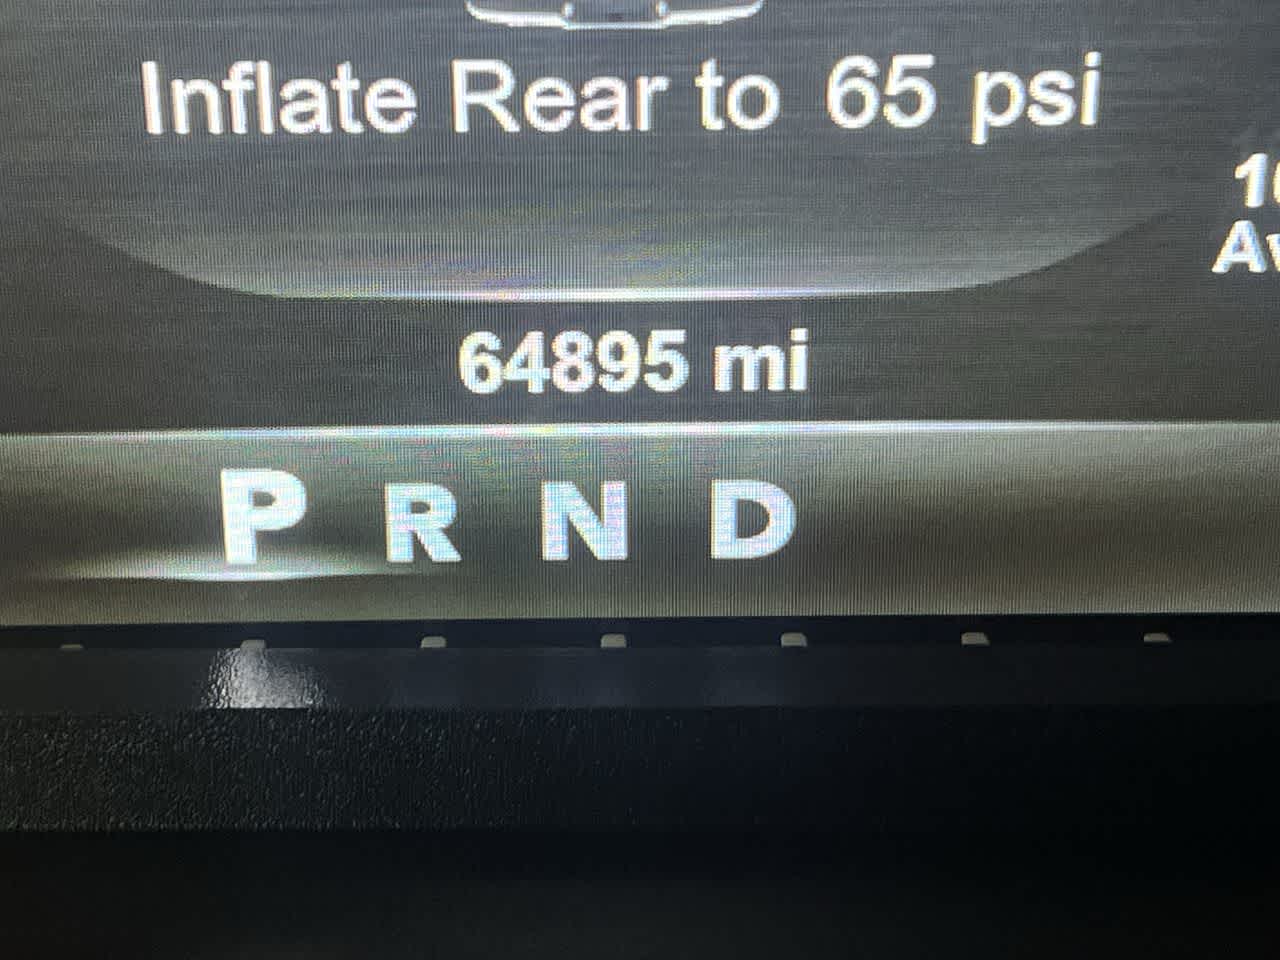 Inflate Rear to 65 psi
64895 mi
P R N D